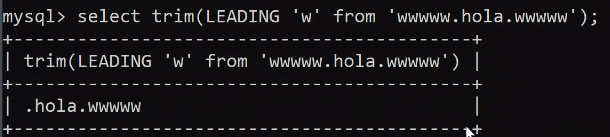 mysql> select trim(LEADING 'w' from 'wwwww.hola.wwwww');
+------------------------------------------+
| trim(LEADING 'w' from 'wwwww.hola.wwwww') |
+------------------------------------------+
| .hola.wwwww                              |
+------------------------------------------+